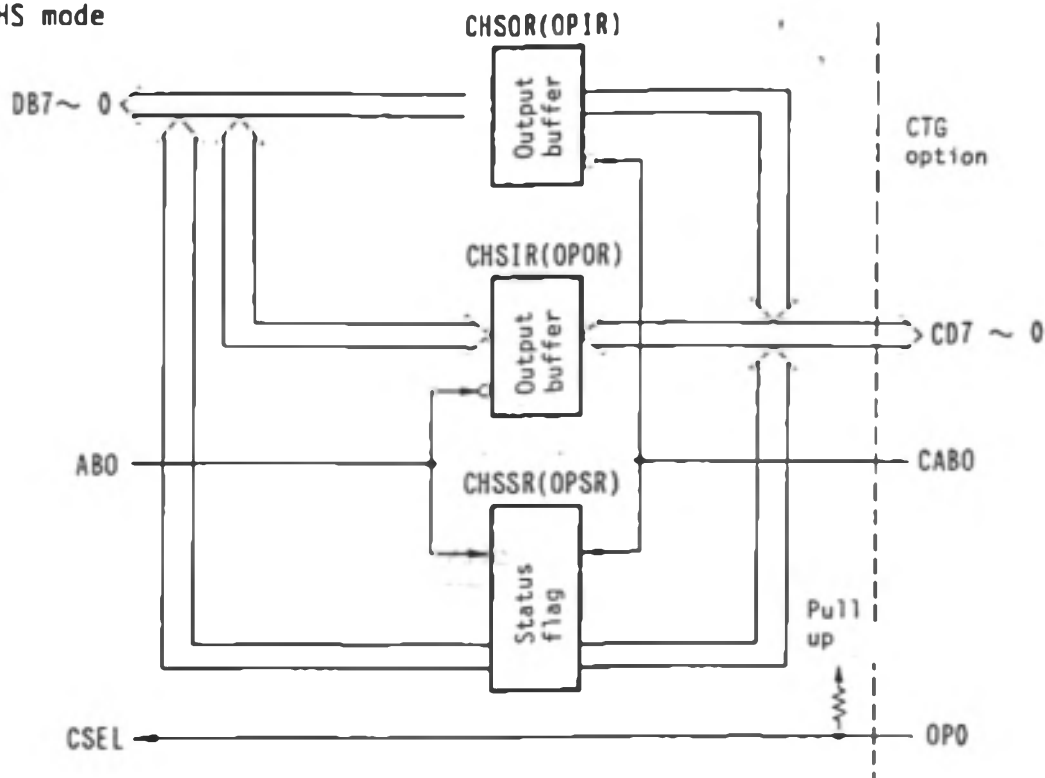 HS mode
CHSOR(OPIR)
DB7~ 0
Output
buffer
CTG
option
CHSIR(OPOR)
Output
buffer
CD7 ~ 0
AB0
CAB0
CHSSR(OPSR)
Status
flag
Pull
up
CSEL
OP0